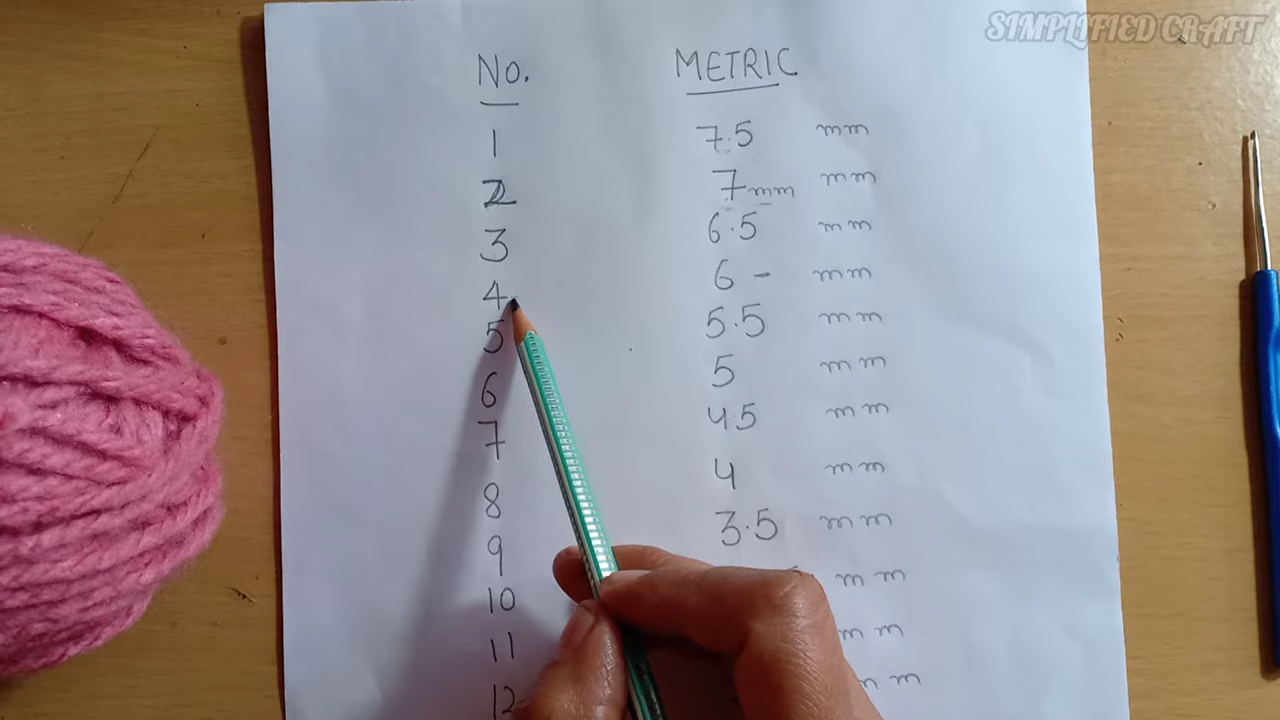 SIMPLIFIED CRAFT
No. METRIC
1 7.5 mm
2 7mm mm
3 6.5 mm
4 6 - mm
5 5.5 mm
6 5 mm
7 4.5 mm
8 4 mm
9 3.5 mm
10 mm
11 mm
12 mm